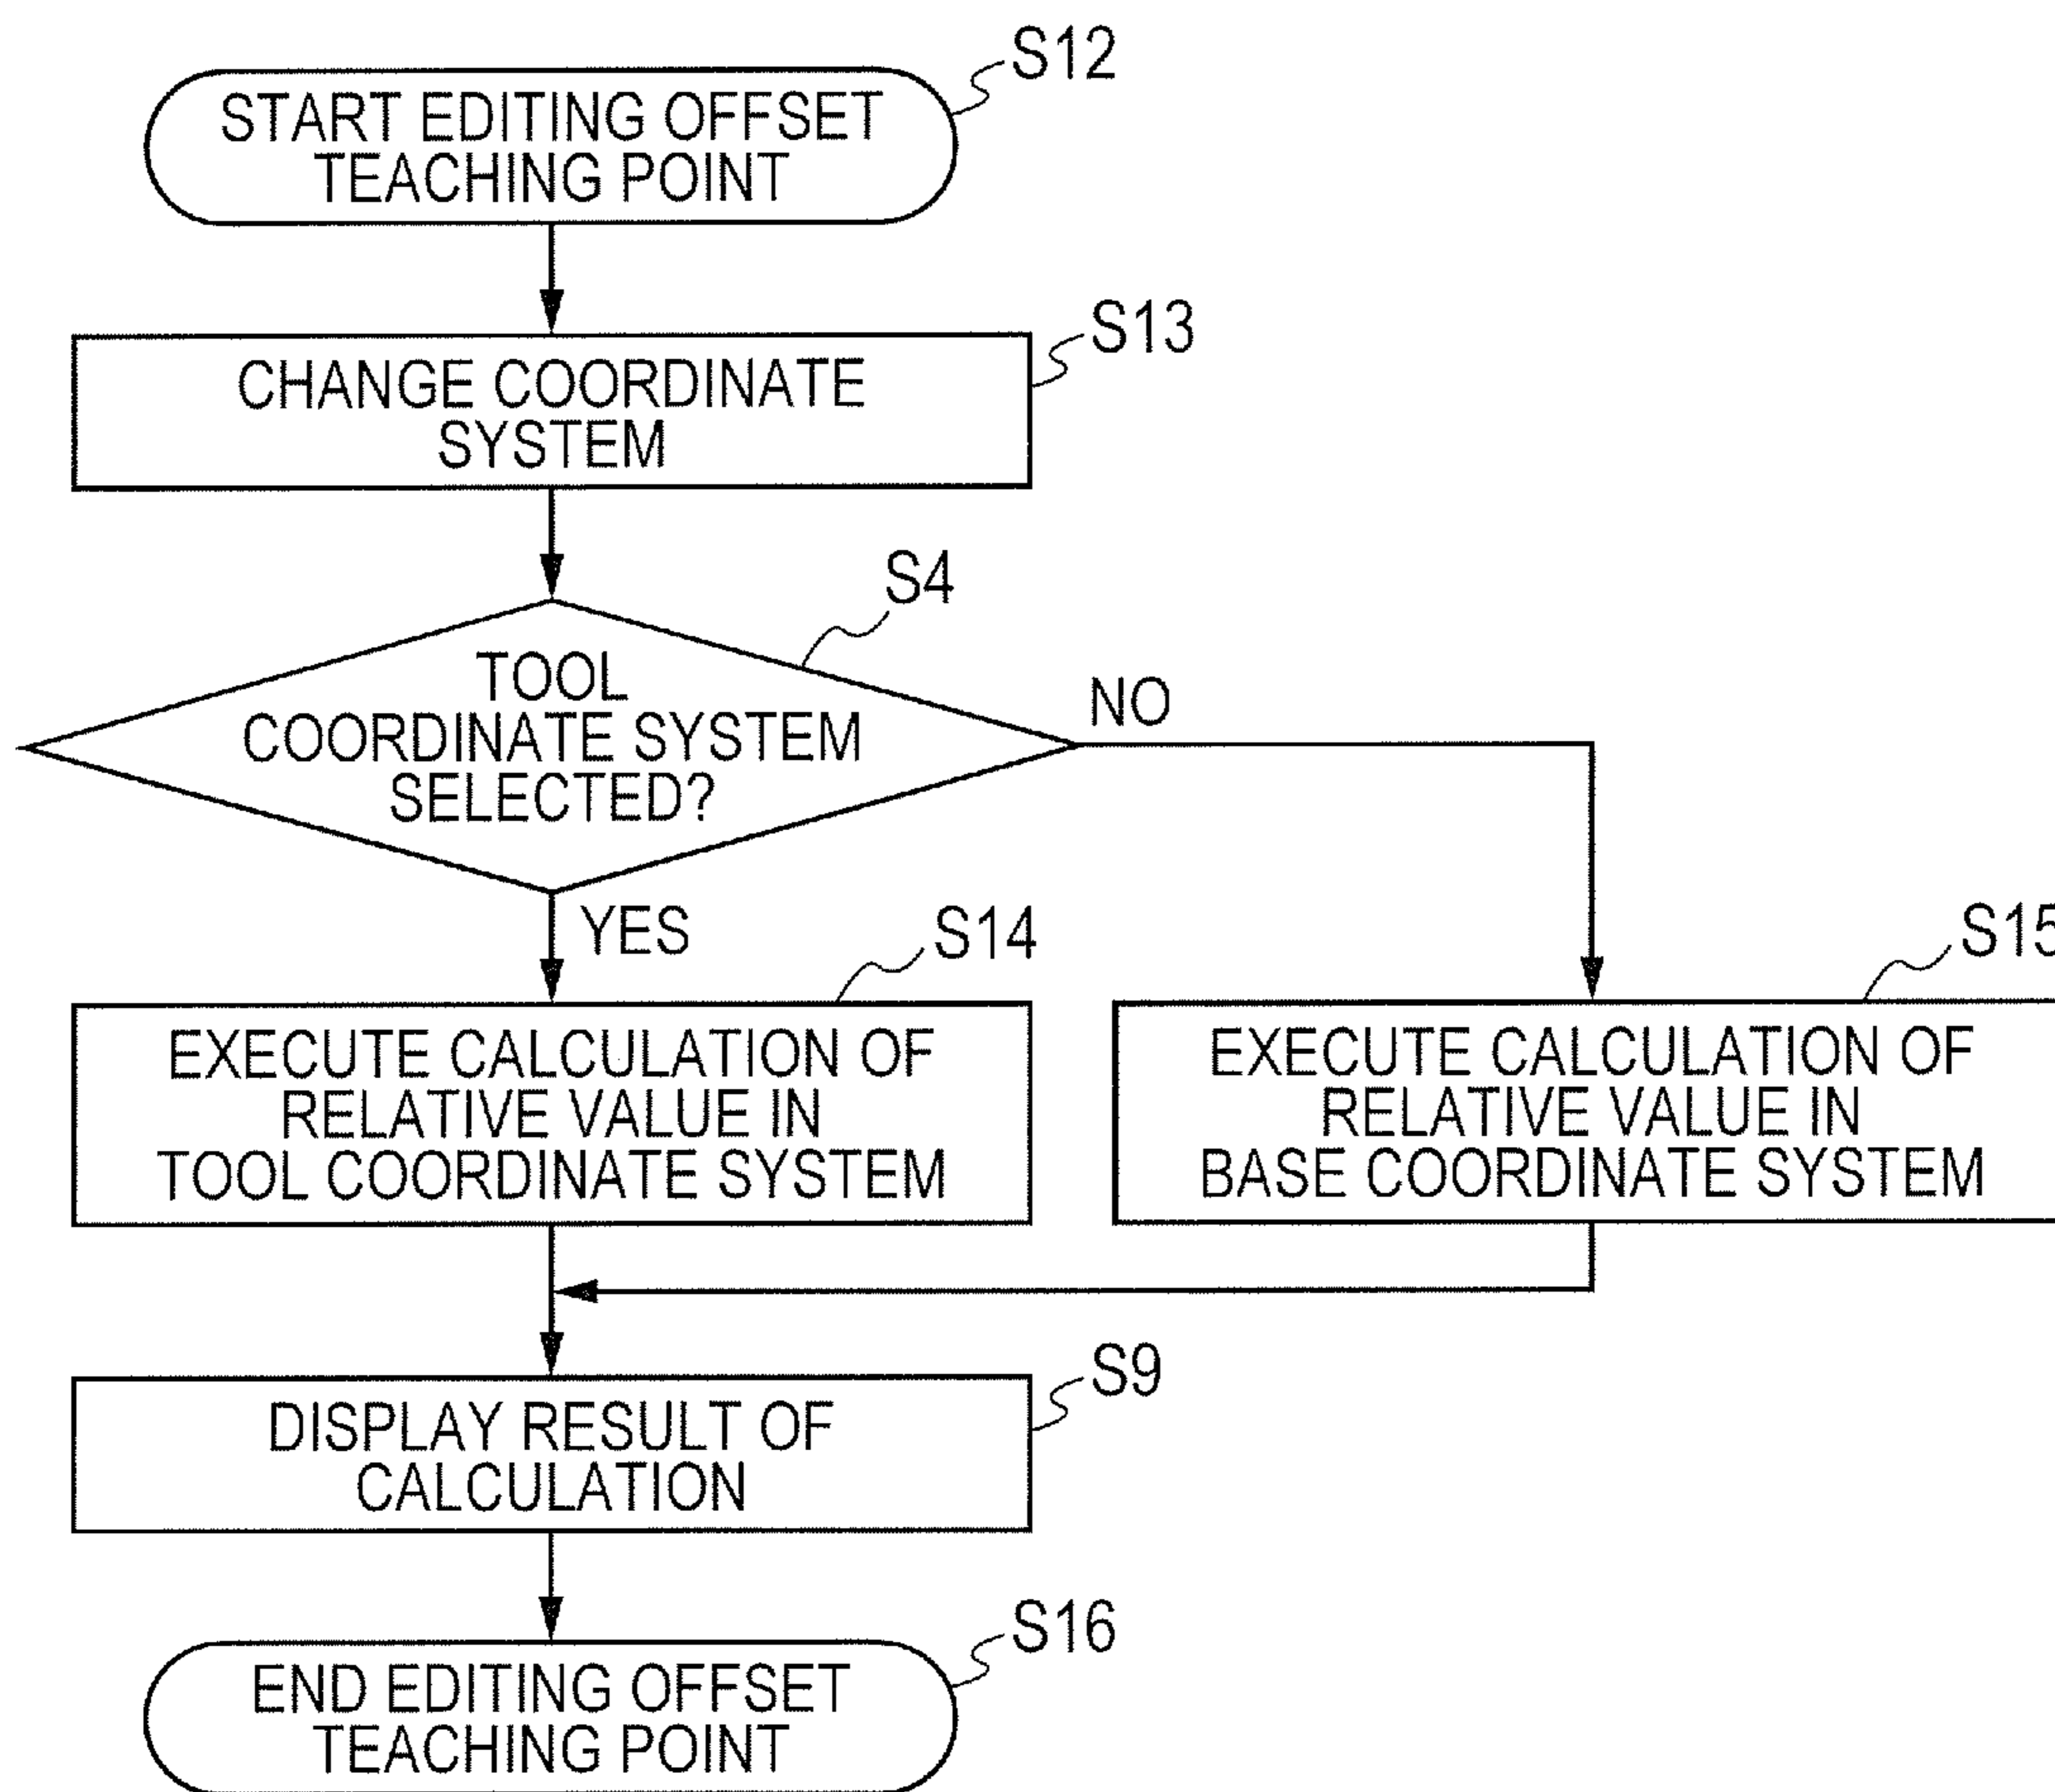 S12
START EDITING OFFSET
TEACHING POINT
S13
CHANGE COORDINATE
SYSTEM
S4
TOOL
COORDINATE SYSTEM
SELECTED?
NO
YES
S14
EXECUTE CALCULATION OF
RELATIVE VALUE IN
TOOL COORDINATE SYSTEM
S15
EXECUTE CALCULATION OF
RELATIVE VALUE IN
BASE COORDINATE SYSTEM
S9
DISPLAY RESULT OF
CALCULATION
S16
END EDITING OFFSET
TEACHING POINT